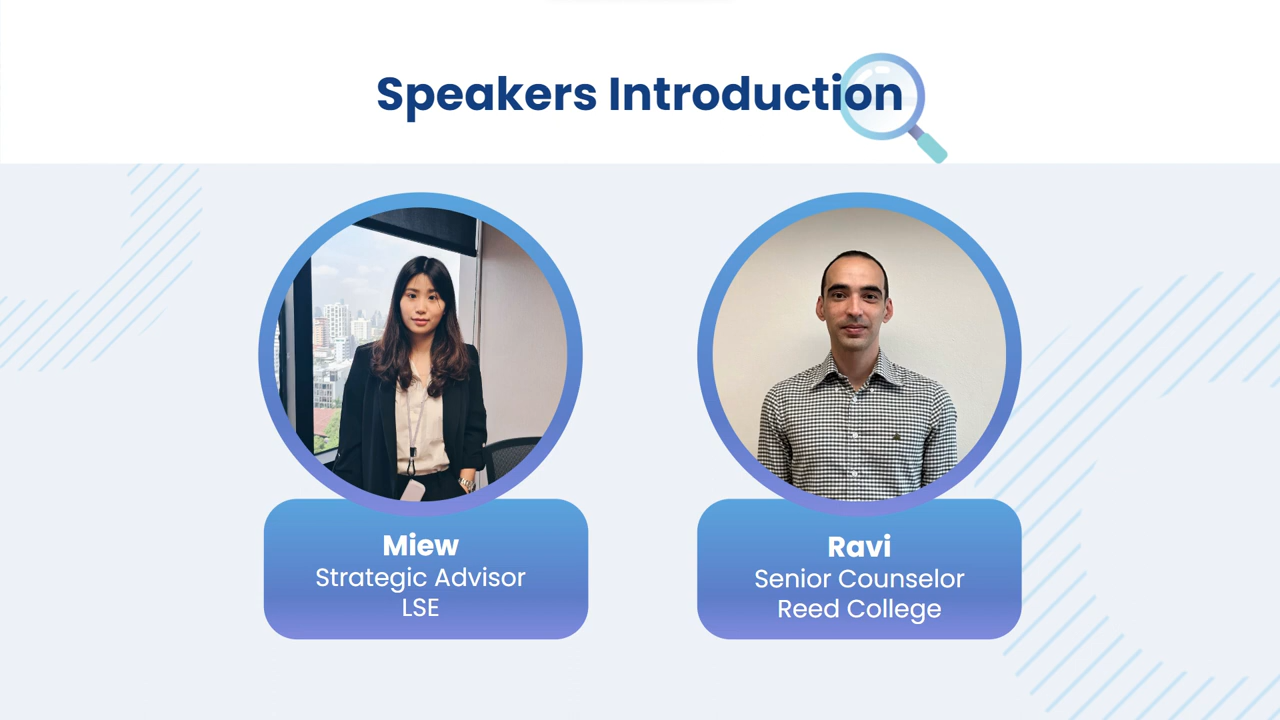 Speakers Introduction
Miew
Strategic Advisor
LSE
Ravi
Senior Counselor
Reed College